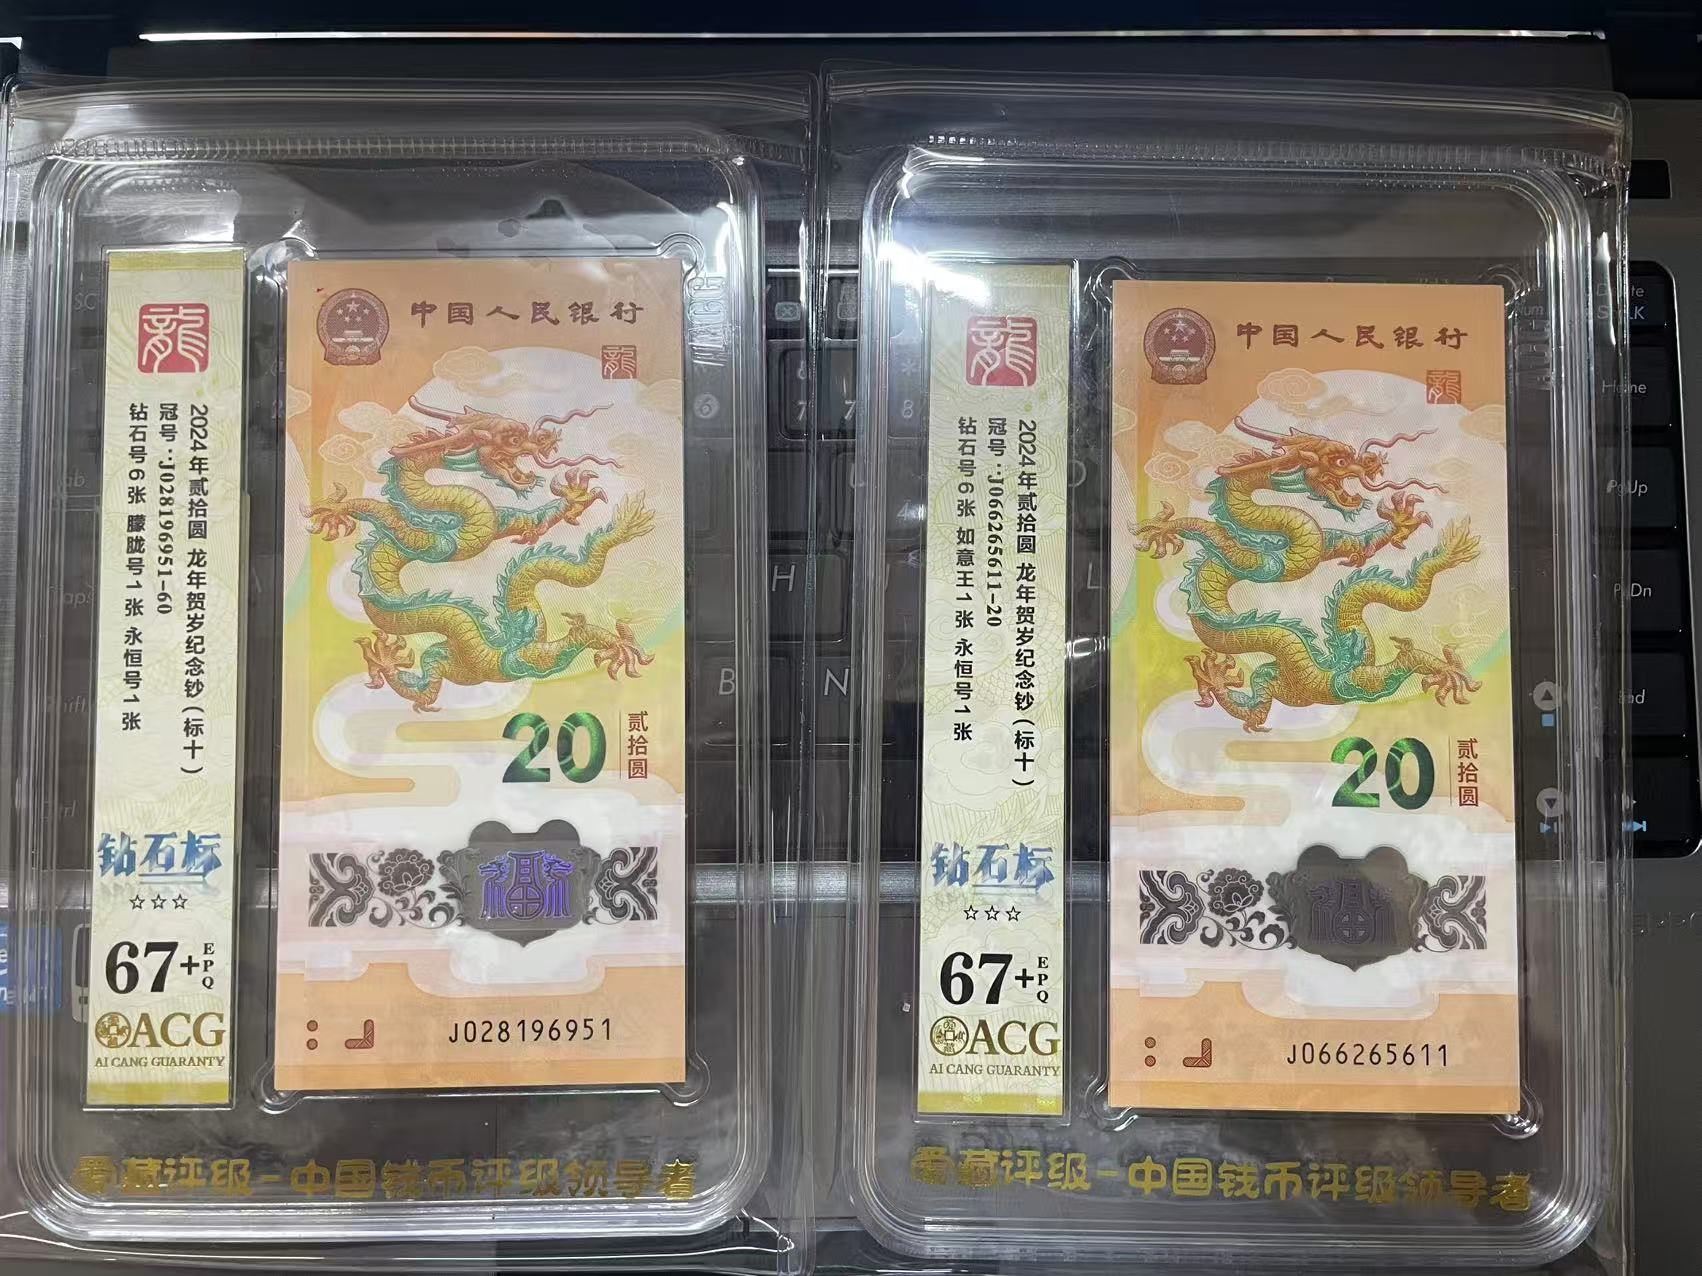 龍
2024年贰拾圆 龙年贺岁纪念钞(标十)
冠号:J028196951-60
钻石号6张 朦胧号1张 永恒号1张
钻石标
☆☆☆
67+
EPQ
ACG
AI CANG GUARANTY
中国人民银行
龍
20
贰拾圆
J028196951
爱藏评级-中国钱币评级领导者
龍
2024年贰拾圆 龙年贺岁纪念钞(标十)
冠号:J066265611-20
钻石号6张 如意王1张 永恒号1张
钻石标
☆☆☆
67+
EPQ
ACG
AI CANG GUARANTY
中国人民银行
龍
20
贰拾圆
J066265611
爱藏评级-中国钱币评级领导者
H
L
B
N
PgUp
PgDn